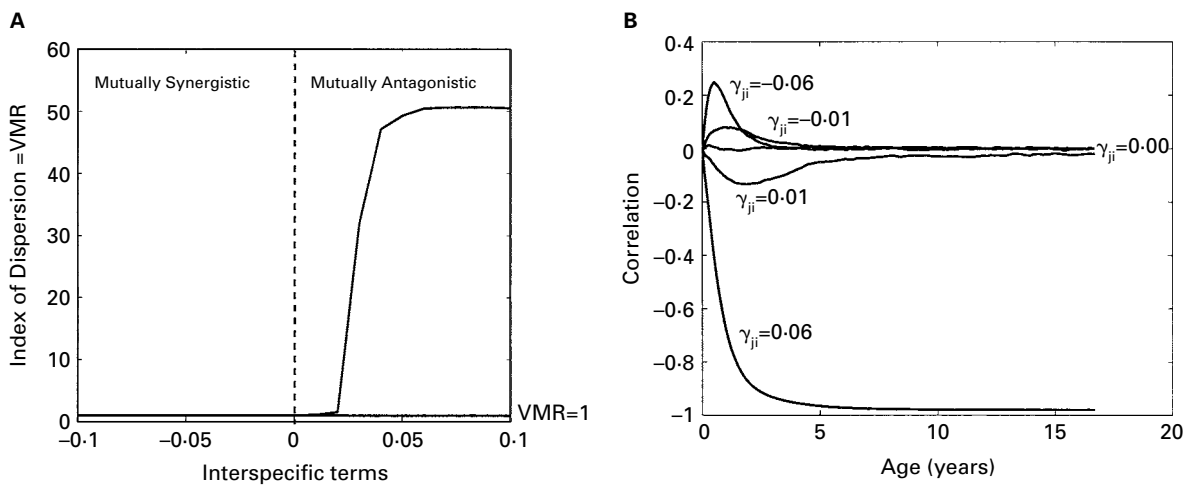 A
60
50
40
30
20
10
0
Index of Dispersion =VMR
Mutually Synergistic
Mutually Antagonistic
VMR=1
–0·1
–0·05
0
0·05
0·1
Interspecific terms
B
0·4
0·2
0
–0·2
–0·4
–0·6
–0·8
–1
Correlation
γji=–0·06
γji=–0·01
γji=0·00
γji=0·01
γji=0·06
0
5
10
15
20
Age (years)